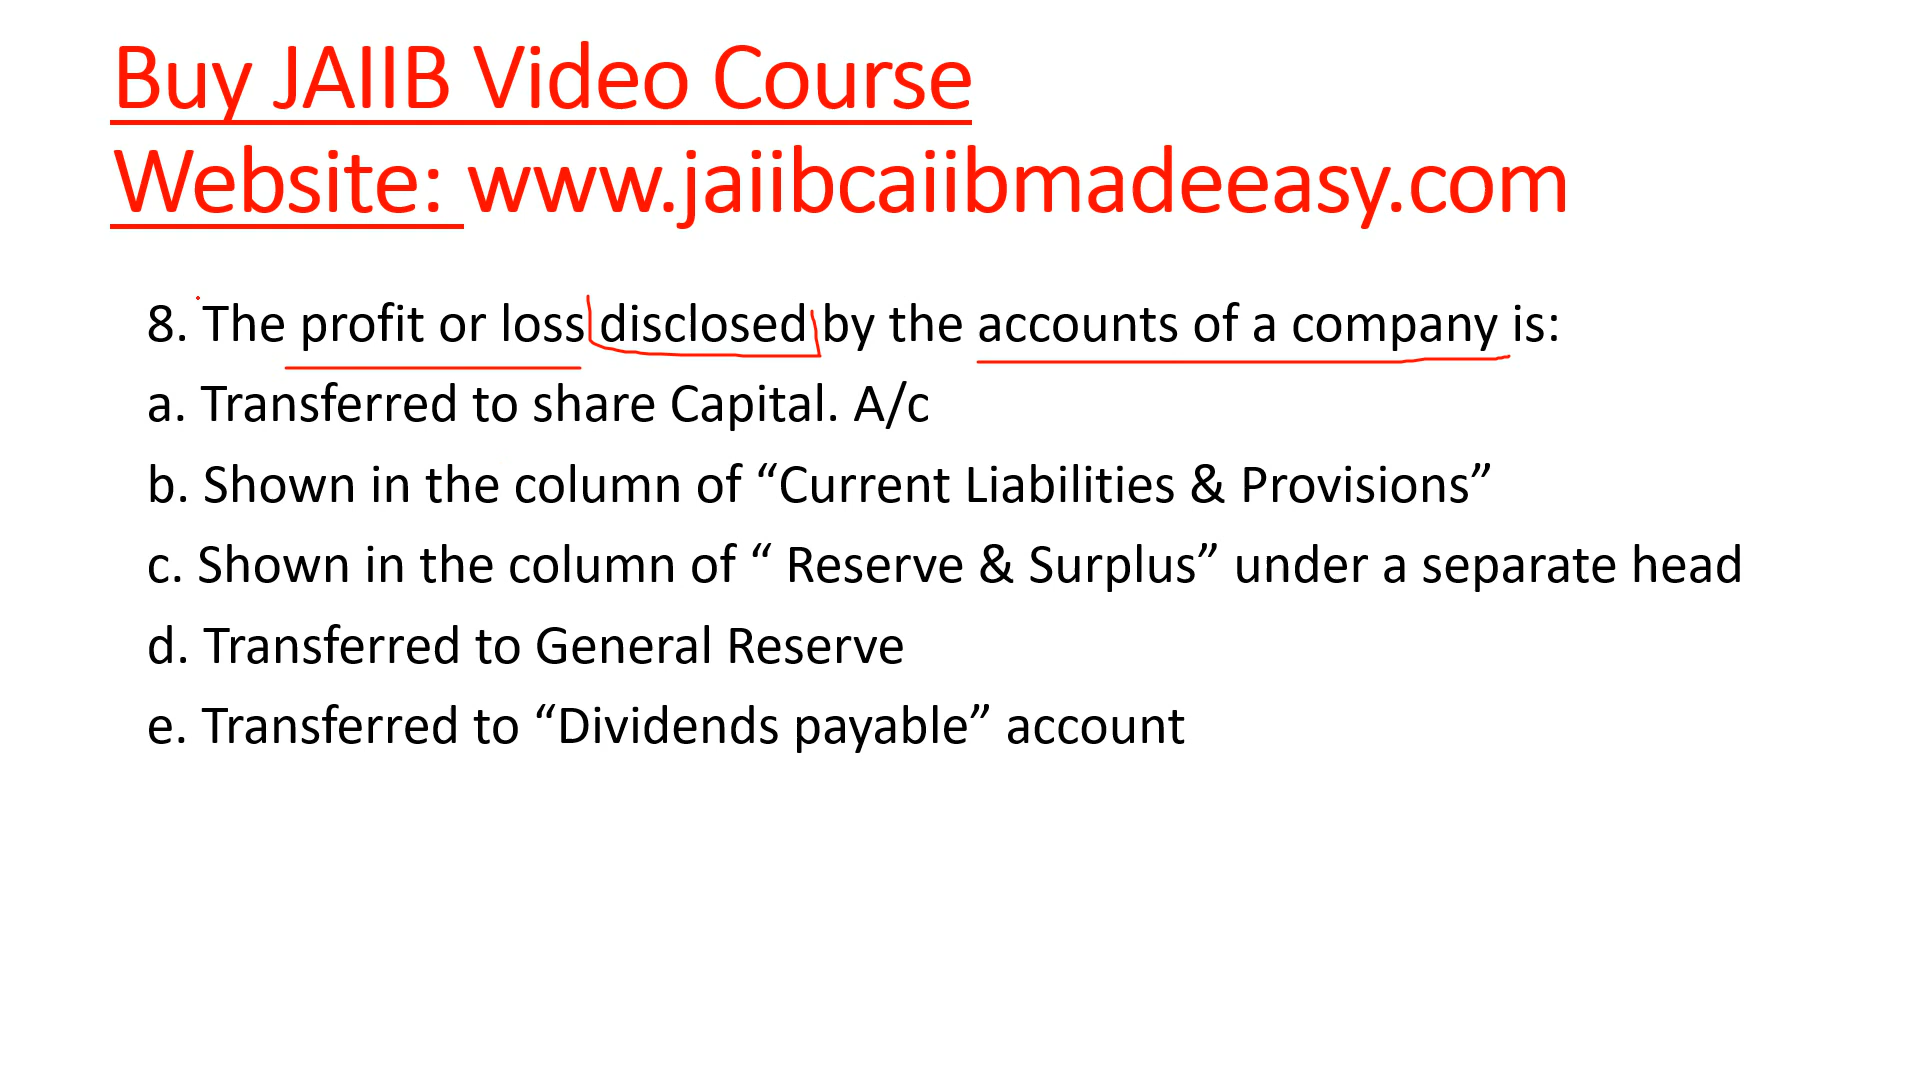 Buy JAIIB Video Course
Website: www.jaiibcaiibmadeeasy.com
8. The profit or loss disclosed by the accounts of a company is:
a. Transferred to share Capital. A/c
b. Shown in the column of “Current Liabilities & Provisions”
c. Shown in the column of “ Reserve & Surplus” under a separate head
d. Transferred to General Reserve
e. Transferred to “Dividends payable” account